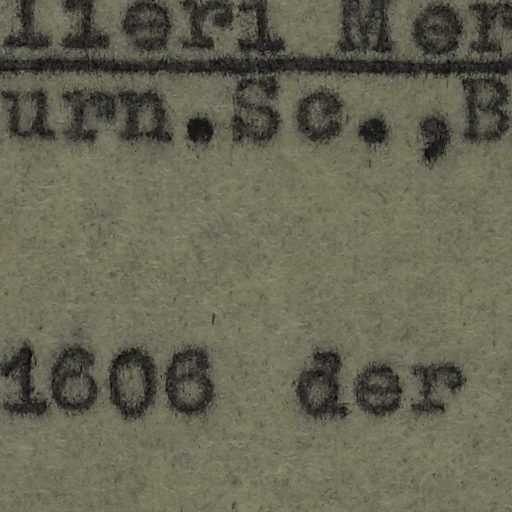 lleri Mer
urn.Sc.,B
1606 der